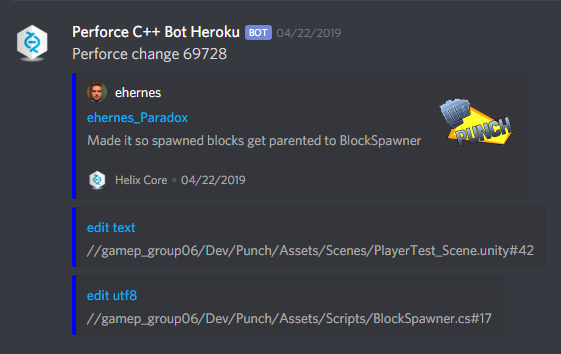 Perforce C++ Bot Heroku BOT 04/22/2019
Perforce change 69728
ehernes
ehernes_Paradox
PUNCH
Made it so spawned blocks get parented to BlockSpawner
Helix Core • 04/22/2019
edit text
//gamep_group06/Dev/Punch/Assets/Scenes/PlayerTest_Scene.unity#42
edit utf8
//gamep_group06/Dev/Punch/Assets/Scripts/BlockSpawner.cs#17